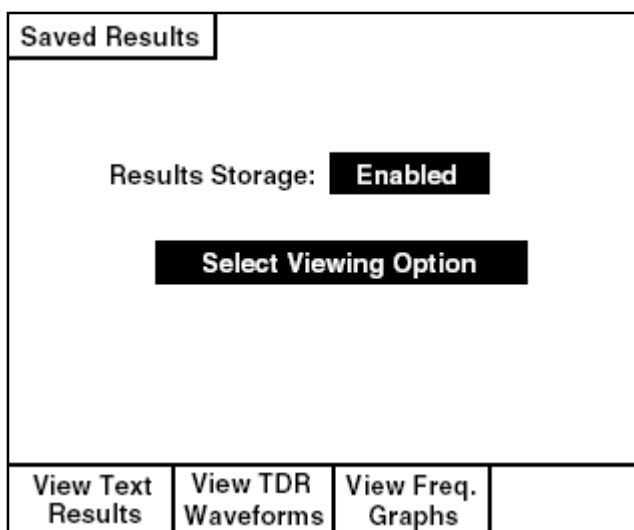 Saved Results
Results Storage: Enabled
Select Viewing Option
View Text
Results
View TDR
Waveforms
View Freq.
Graphs